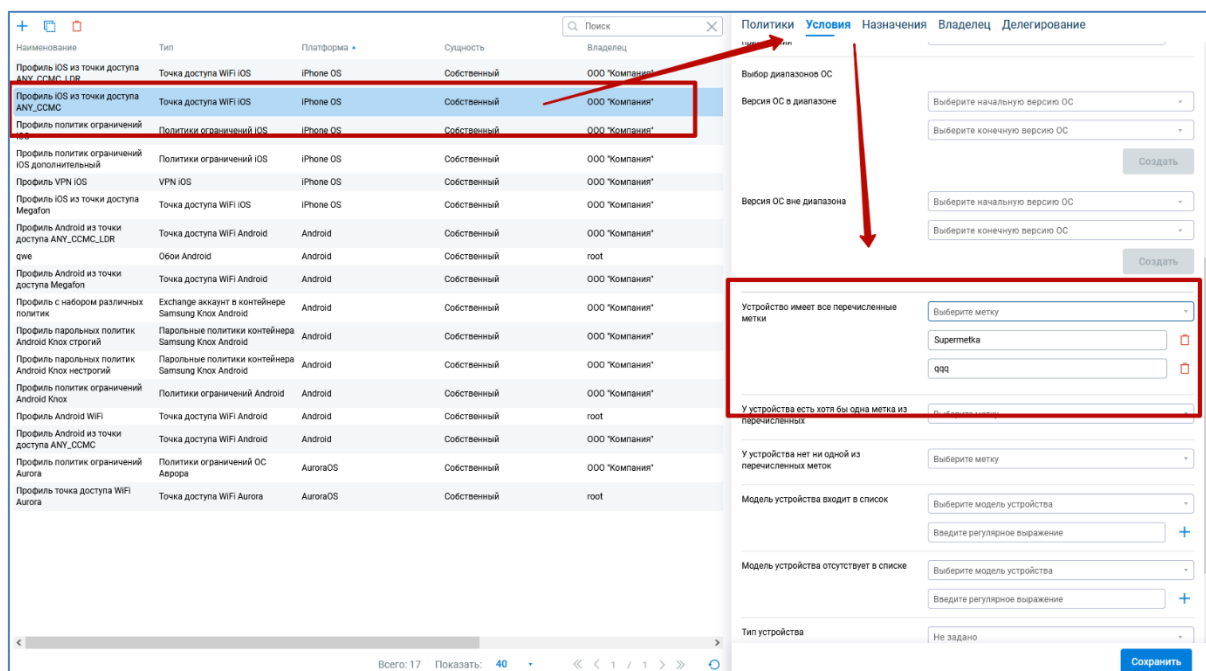 Поиск
Наименование Тип Платформа Сущность Владелец
Профиль iOS из точки доступа
ANY_CCMC_LDR Точка доступа WiFi iOS iPhone OS Собственный ООО "Компания"
Профиль iOS из точки доступа
ANY_CCMC Точка доступа WiFi iOS iPhone OS Собственный ООО "Компания"
Профиль политик ограничений
iOS Политики ограничений iOS iPhone OS Собственный ООО "Компания"
Профиль политик ограничений
iOS дополнительный Политики ограничений iOS iPhone OS Собственный ООО "Компания"
Профиль VPN iOS VPN iOS iPhone OS Собственный ООО "Компания"
Профиль iOS из точки доступа
Megafon Точка доступа WiFi iOS iPhone OS Собственный ООО "Компания"
Профиль Android из точки
доступа ANY_CCMC_LDR Точка доступа WiFi Android Android Собственный ООО "Компания"
qwe Обои Android Android Собственный root
Профиль Android из точки
доступа Megafon Точка доступа WiFi Android Android Собственный ООО "Компания"
Профиль с набором различных
политик Exchange аккаунт в контейнере
Samsung Knox Android Android Собственный ООО "Компания"
Профиль парольных политик
Android Knox строгий Парольные политики контейнера
Samsung Knox Android Android Собственный ООО "Компания"
Профиль парольных политик
Android Knox нестрогий Парольные политики контейнера
Samsung Knox Android Android Собственный ООО "Компания"
Профиль политик ограничений
Android Knox Политики ограничений Android Android Собственный ООО "Компания"
Профиль Android WiFi Точка доступа WiFi Android Android Собственный root
Профиль Android из точки
доступа ANY_CCMC Точка доступа WiFi Android Android Собственный ООО "Компания"
Профиль политик ограничений
Aurora Политики ограничений ОС
Аврора AuroraOS Собственный ООО "Компания"
Профиль точка доступа WiFi
Aurora Точка доступа WiFi Aurora AuroraOS Собственный root
Всего: 17 Показать: 40 1 / 1
Политики Условия Назначения Владелец Делегирование
Выбор диапазонов ОС
Версия ОС в диапазоне Выберите начальную версию ОС
Выберите конечную версию ОС
Создать
Версия ОС вне диапазона Выберите начальную версию ОС
Выберите конечную версию ОС
Создать
Устройство имеет все перечисленные
метки Выберите метку
Supermetka
qqq
У устройства есть хотя бы одна метка из
перечисленных Выберите метку
У устройства нет ни одной из
перечисленных меток Выберите метку
Модель устройства входит в список Выберите модель устройства
Введите регулярное выражение
Модель устройства отсутствует в списке Выберите модель устройства
Введите регулярное выражение
Тип устройства Не задано
Сохранить